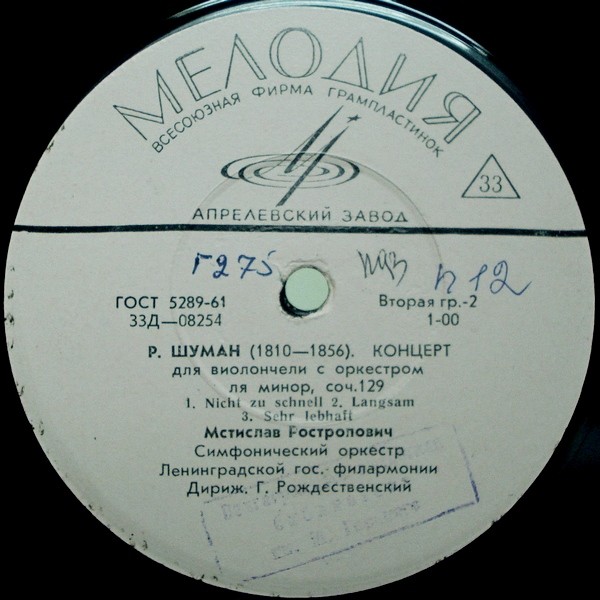 МЕЛОДИЯ
ВСЕСОЮЗНАЯ ФИРМА ГРАМПЛАСТИНОК
33
АПРЕЛЕВСКИЙ ЗАВОД
Г275
П12
ГОСТ 5289-61
Вторая гр.-2
33Д—08254
1-00
Р. ШУМАН (1810—1856). КОНЦЕРТ
для виолончели с оркестром
ля минор, соч.129
1. Nicht zu schnell 2. Langsam
3. Sehr lebhaft
Мстислав Ростропович
Симфонический оркестр
Ленинградской гос. филармонии
Дириж. Г. Рождественский